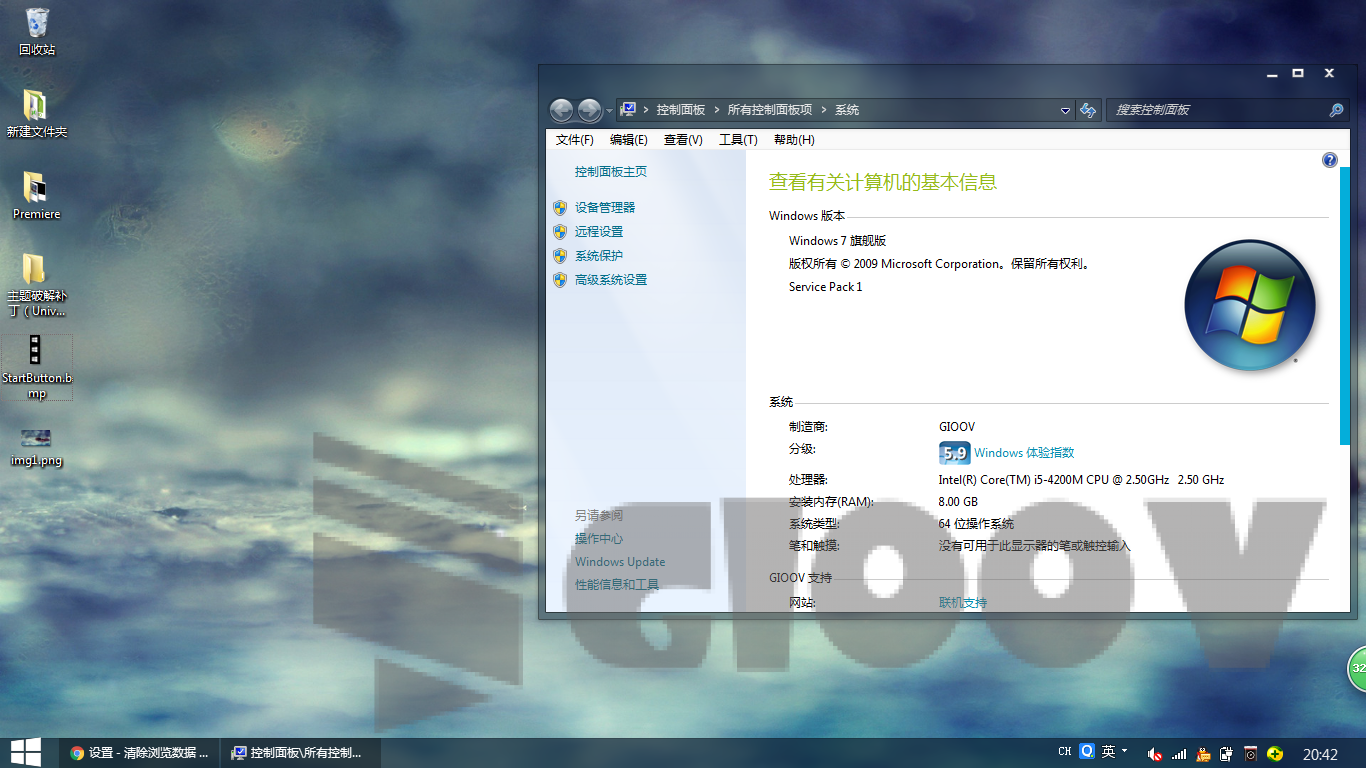 回收站
新建文件夹
Premiere
主题破解补
丁（Univ...
StartButton.b
mp
img1.png
控制面板 所有控制面板项 系统
搜索控制面板
文件(F) 编辑(E) 查看(V) 工具(T) 帮助(H)
控制面板主页
设备管理器
远程设置
系统保护
高级系统设置
另请参阅
操作中心
Windows Update
性能信息和工具
查看有关计算机的基本信息
Windows 版本
Windows 7 旗舰版
版权所有 © 2009 Microsoft Corporation。保留所有权利。
Service Pack 1
系统
制造商: GIOOV
分级: 5.9 Windows 体验指数
处理器: Intel(R) Core(TM) i5-4200M CPU @ 2.50GHz 2.50 GHz
安装内存(RAM): 8.00 GB
系统类型: 64 位操作系统
笔和触摸: 没有可用于此显示器的笔或触控输入
GIOOV 支持
网站: 联机支持
GIOOV
32
设置 - 清除浏览数据 ...
控制面板\所有控制...
CH 英
20:42